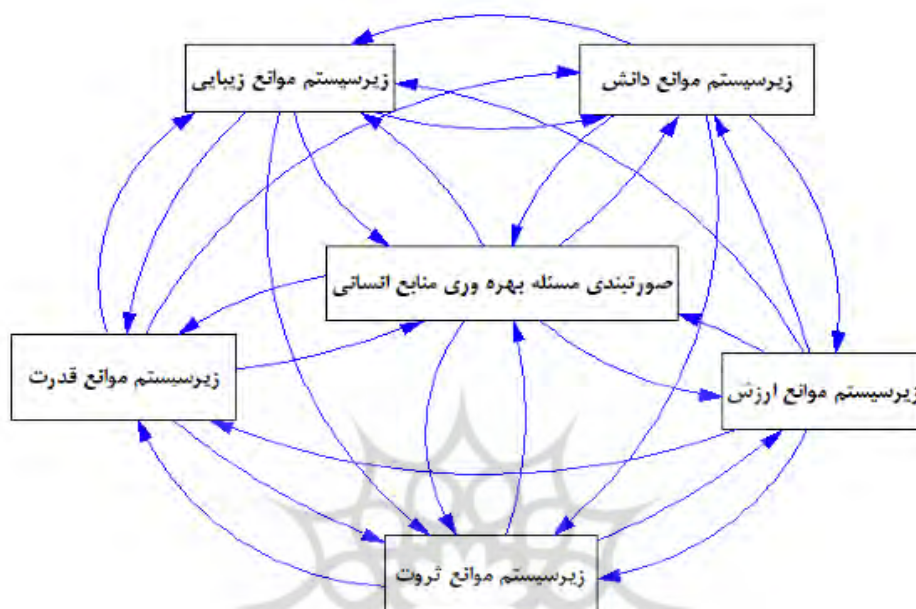 زیرسیستم موانع دانش
زیرسیستم موانع زیبایی
صورتبندی مسئله بهره وری منابع انسانی
زیرسیستم موانع ارزش
زیرسیستم موانع قدرت
زیرسیستم موانع ثروت